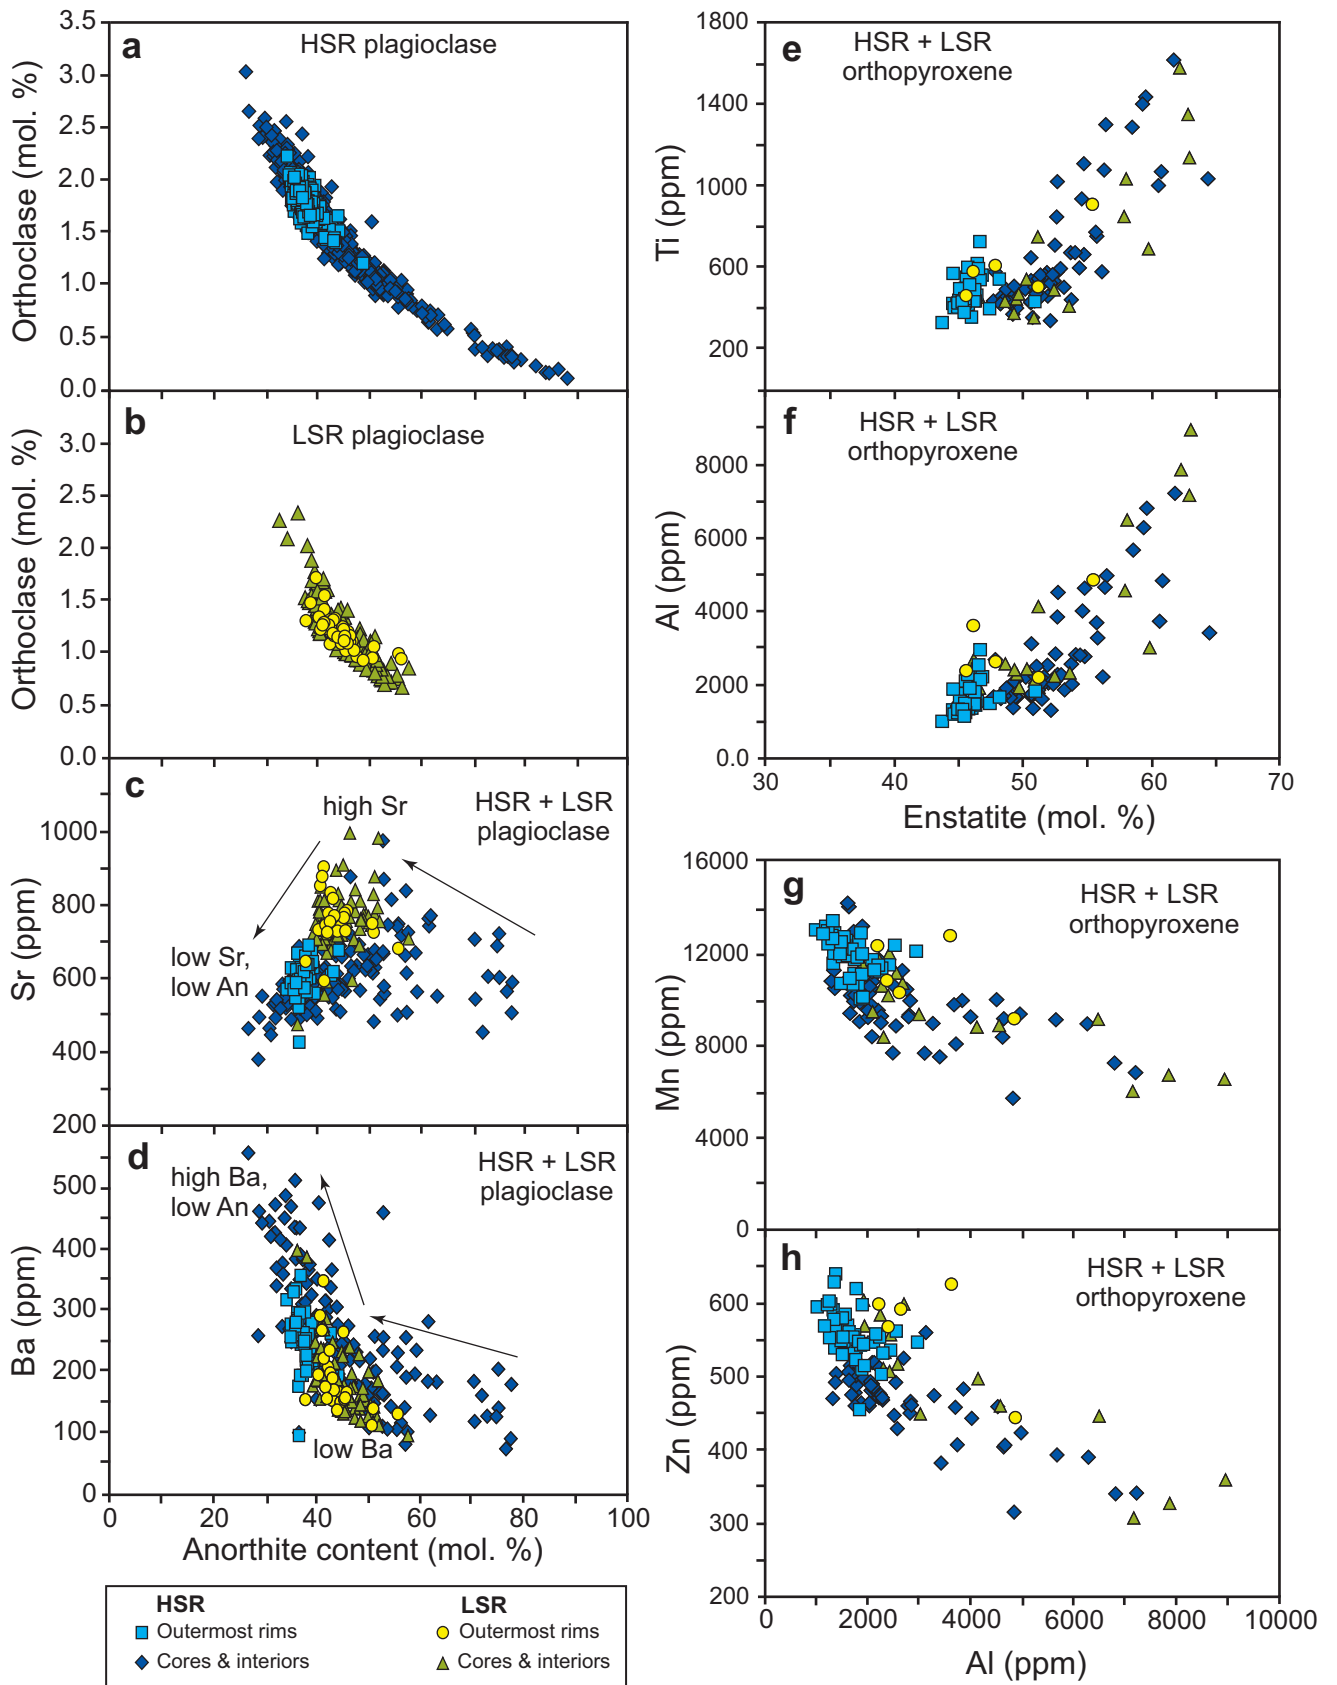 a
HSR plagioclase
Orthoclase (mol. %)
3.5
3.0
2.5
2.0
1.5
1.0
0.5
0.0
b
LSR plagioclase
Orthoclase (mol. %)
3.0
2.5
2.0
1.5
1.0
0.5
0.0
c
high Sr
HSR + LSR
plagioclase
low Sr,
low An
Sr (ppm)
1000
800
600
400
200
d
high Ba,
low An
HSR + LSR
plagioclase
low Ba
Ba (ppm)
500
400
300
200
100
0
0
20
40
60
80
100
Anorthite content (mol. %)
HSR
LSR
Outermost rims
Outermost rims
Cores & interiors
Cores & interiors
e
HSR + LSR
orthopyroxene
Ti (ppm)
1800
1400
1000
600
200
f
HSR + LSR
orthopyroxene
Al (ppm)
8000
6000
4000
2000
0.0
30
40
50
60
70
Enstatite (mol. %)
g
HSR + LSR
orthopyroxene
Mn (ppm)
16000
12000
8000
4000
0
h
HSR + LSR
orthopyroxene
Zn (ppm)
600
500
400
300
200
0
2000
4000
6000
8000
10000
Al (ppm)